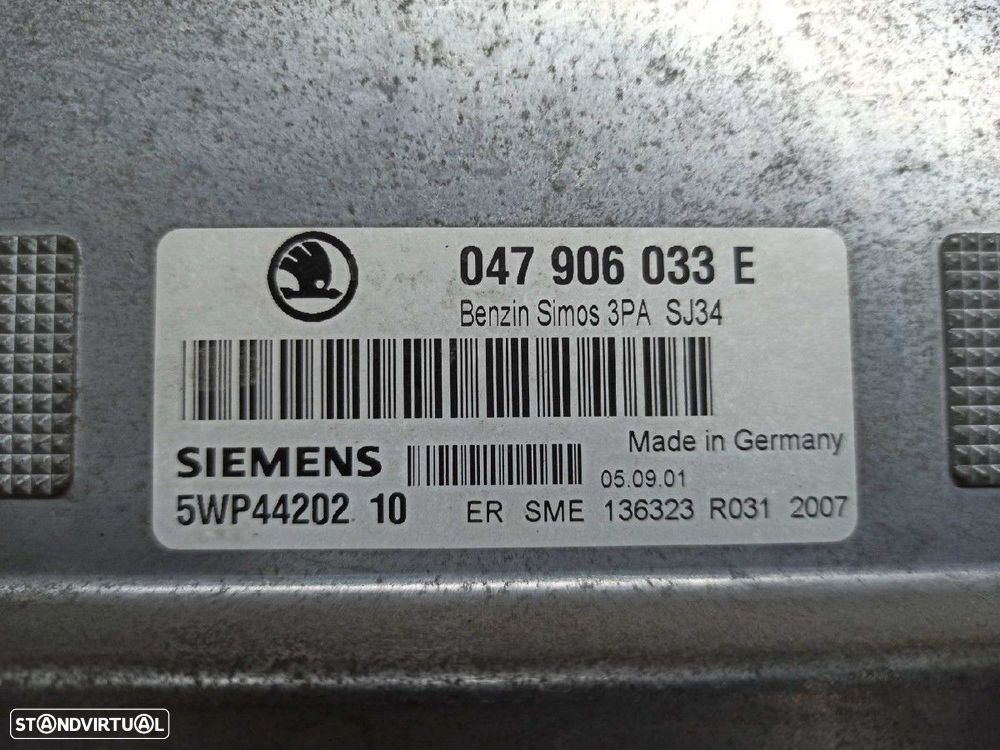 047 906 033 E
Benzin Simos 3PA SJ34
Made in Germany
SIEMENS
05.09.01
5WP44202 10 ER SME 136323 R031 2007
STANDVIRTUAL